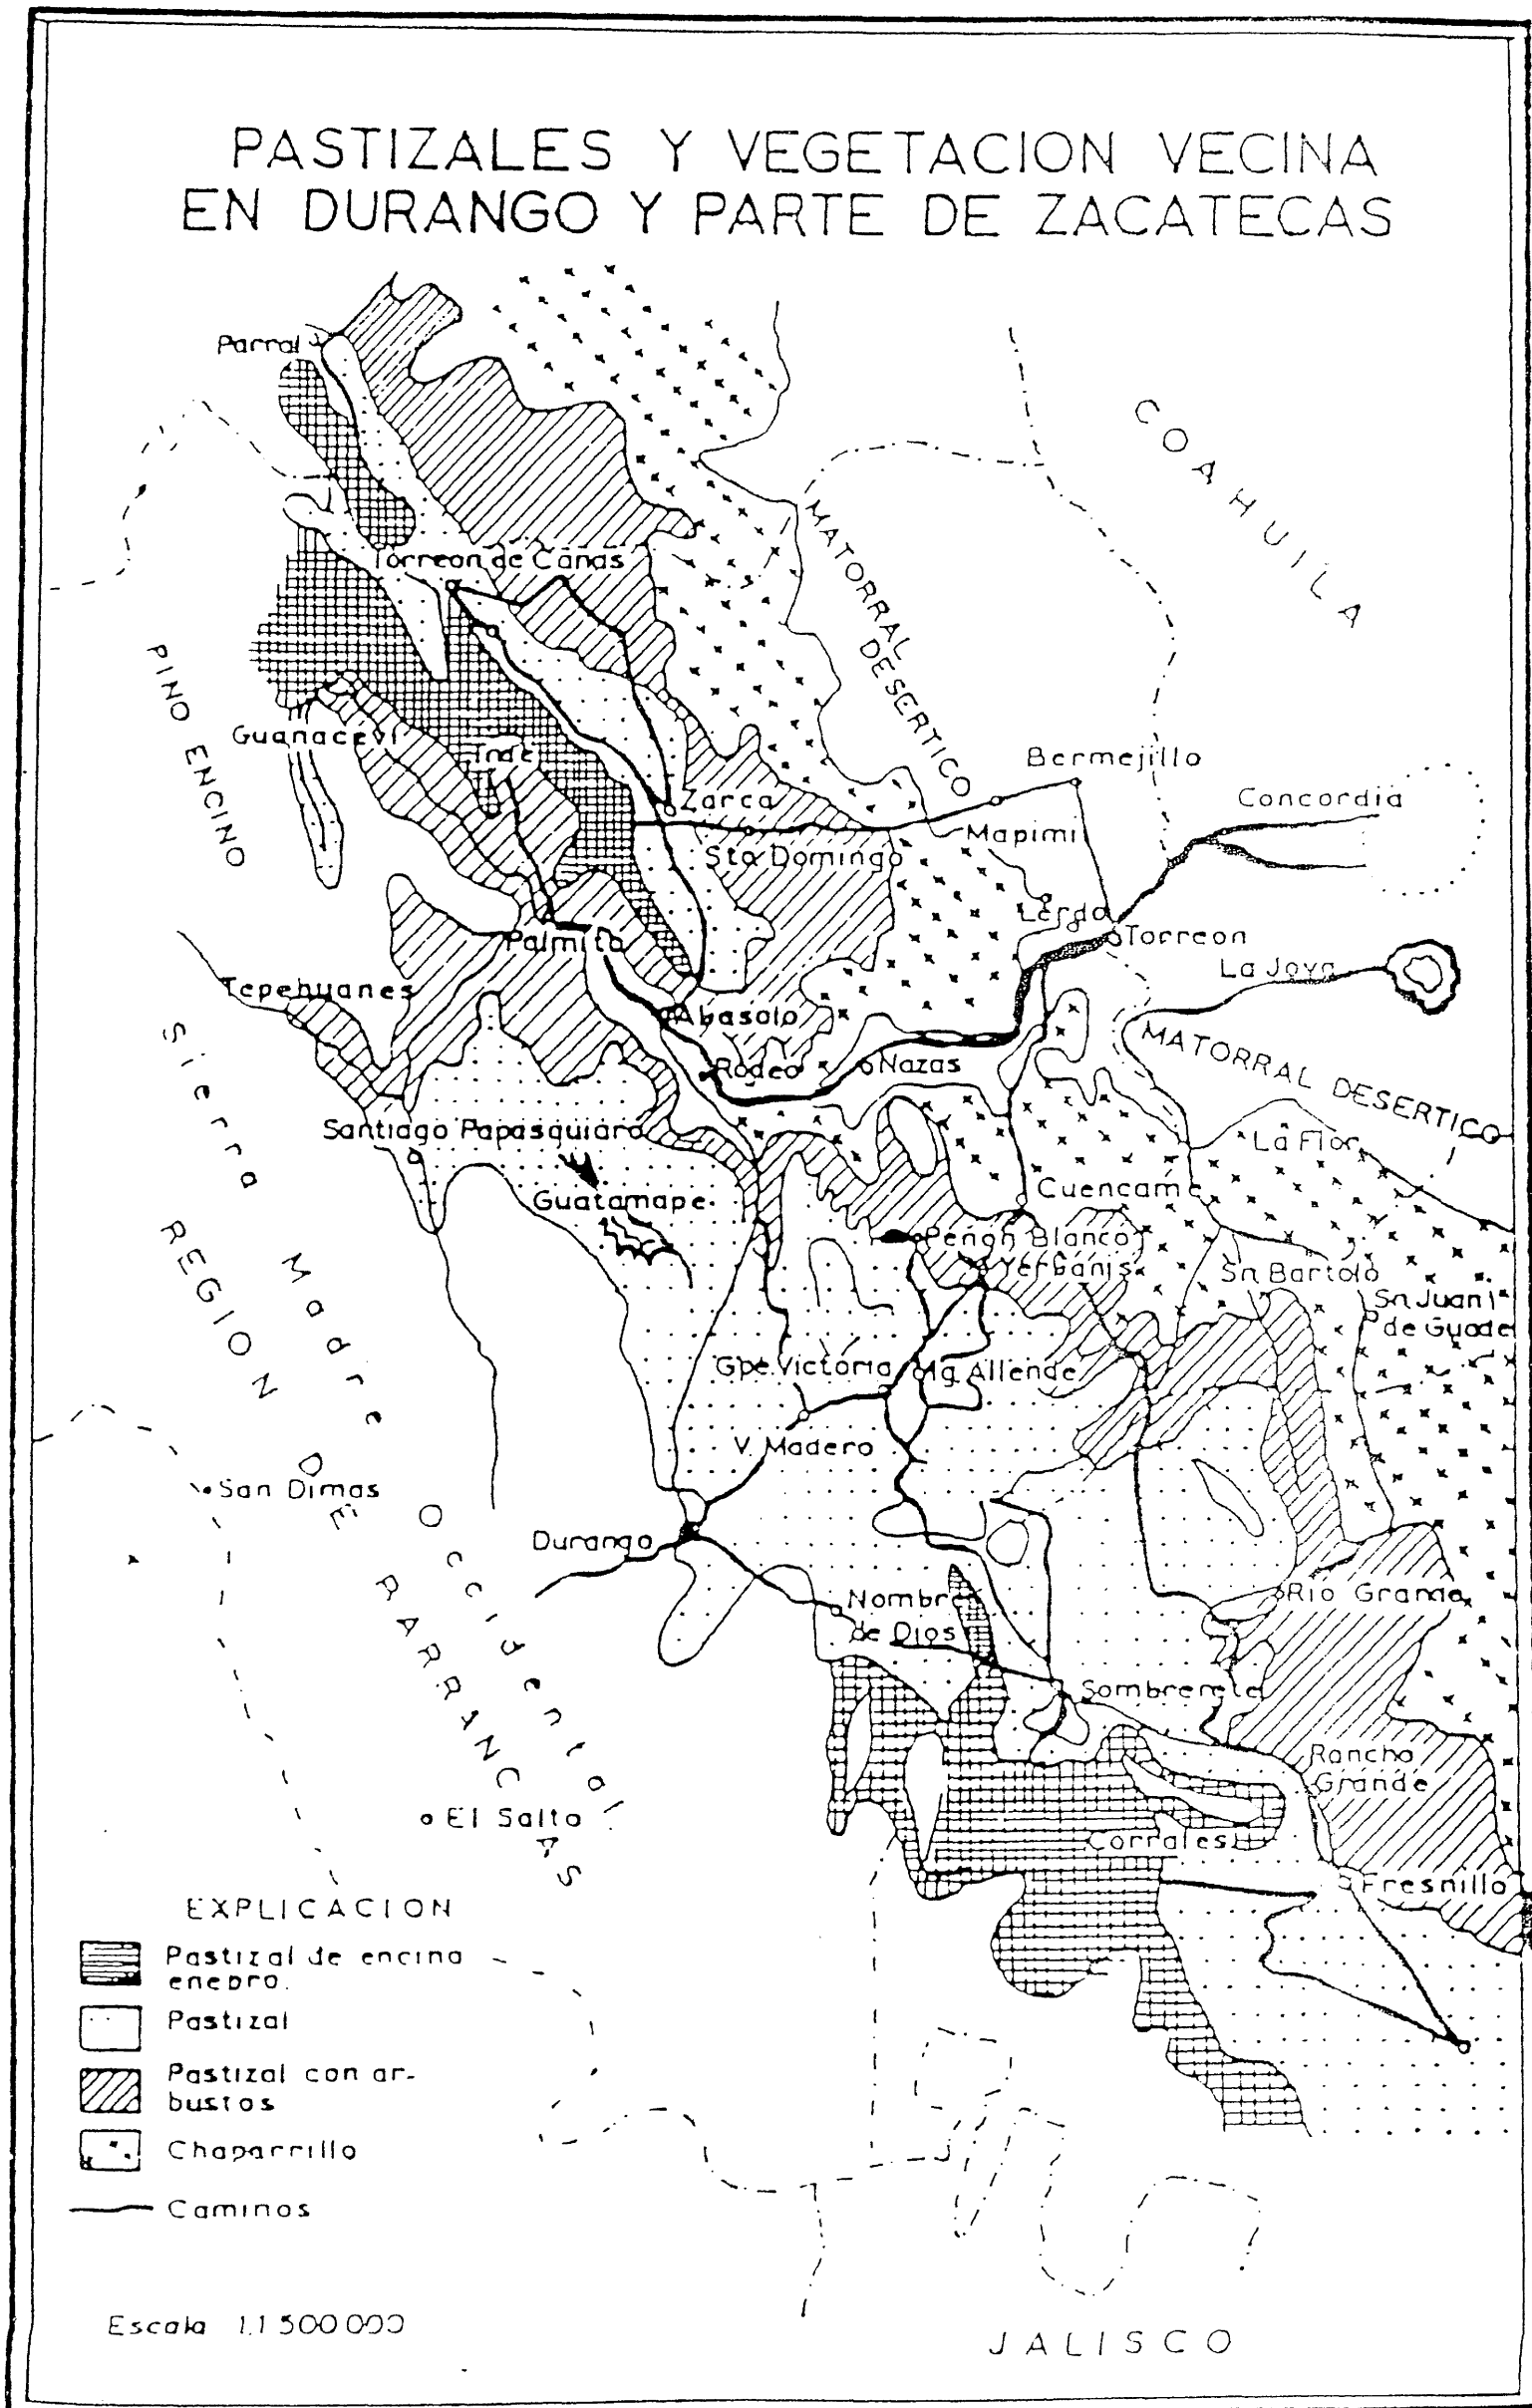 PASTIZALES Y VEGETACION VECINA
EN DURANGO Y PARTE DE ZACATECAS
Parral
COAHUILA
MATORRAL
DESERTICO
Torreon de Cañas
PINO ENCINO
Guanacevi
Inde
Zarca
Bermejillo
Concordia
Sto Domingo
Mapimi
Lerdo
Torreon
La Joya
Palmito
Tepehuanes
Abasolo
MATORRAL DESERTICO
Rodeo
Nazas
Santiago Papasquiaro
La Flor
Guatamape
Cuencame
Peñon Blanco
Yerbanis
Sn Bartolo
Sn Juan
de Guade
Gpe. Victoria
Ig. Allende
V. Madero
San Dimas
Sierra Madre Occidental
REGION DE BARRANCAS
Durango
Nombre
de Dios
Rio Grande
Sombrerete
Rancho
Grande
El Salto
Corrales
Fresnillo
EXPLICACION
Pastizal de encino
enebro.
Pastizal
Pastizal con ar-
bustos
Chaparrillo
Caminos
Escala 1.1 500 000
JALISCO